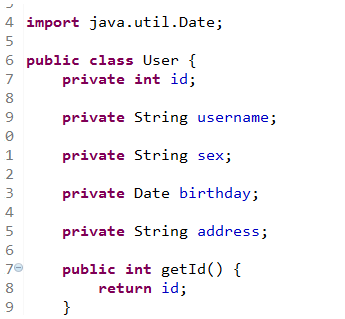 4 import java.util.Date;
5
6 public class User {
7     private int id;
8
9     private String username;
0
1     private String sex;
2
3     private Date birthday;
4
5     private String address;
6
7     public int getId() {
8         return id;
9     }